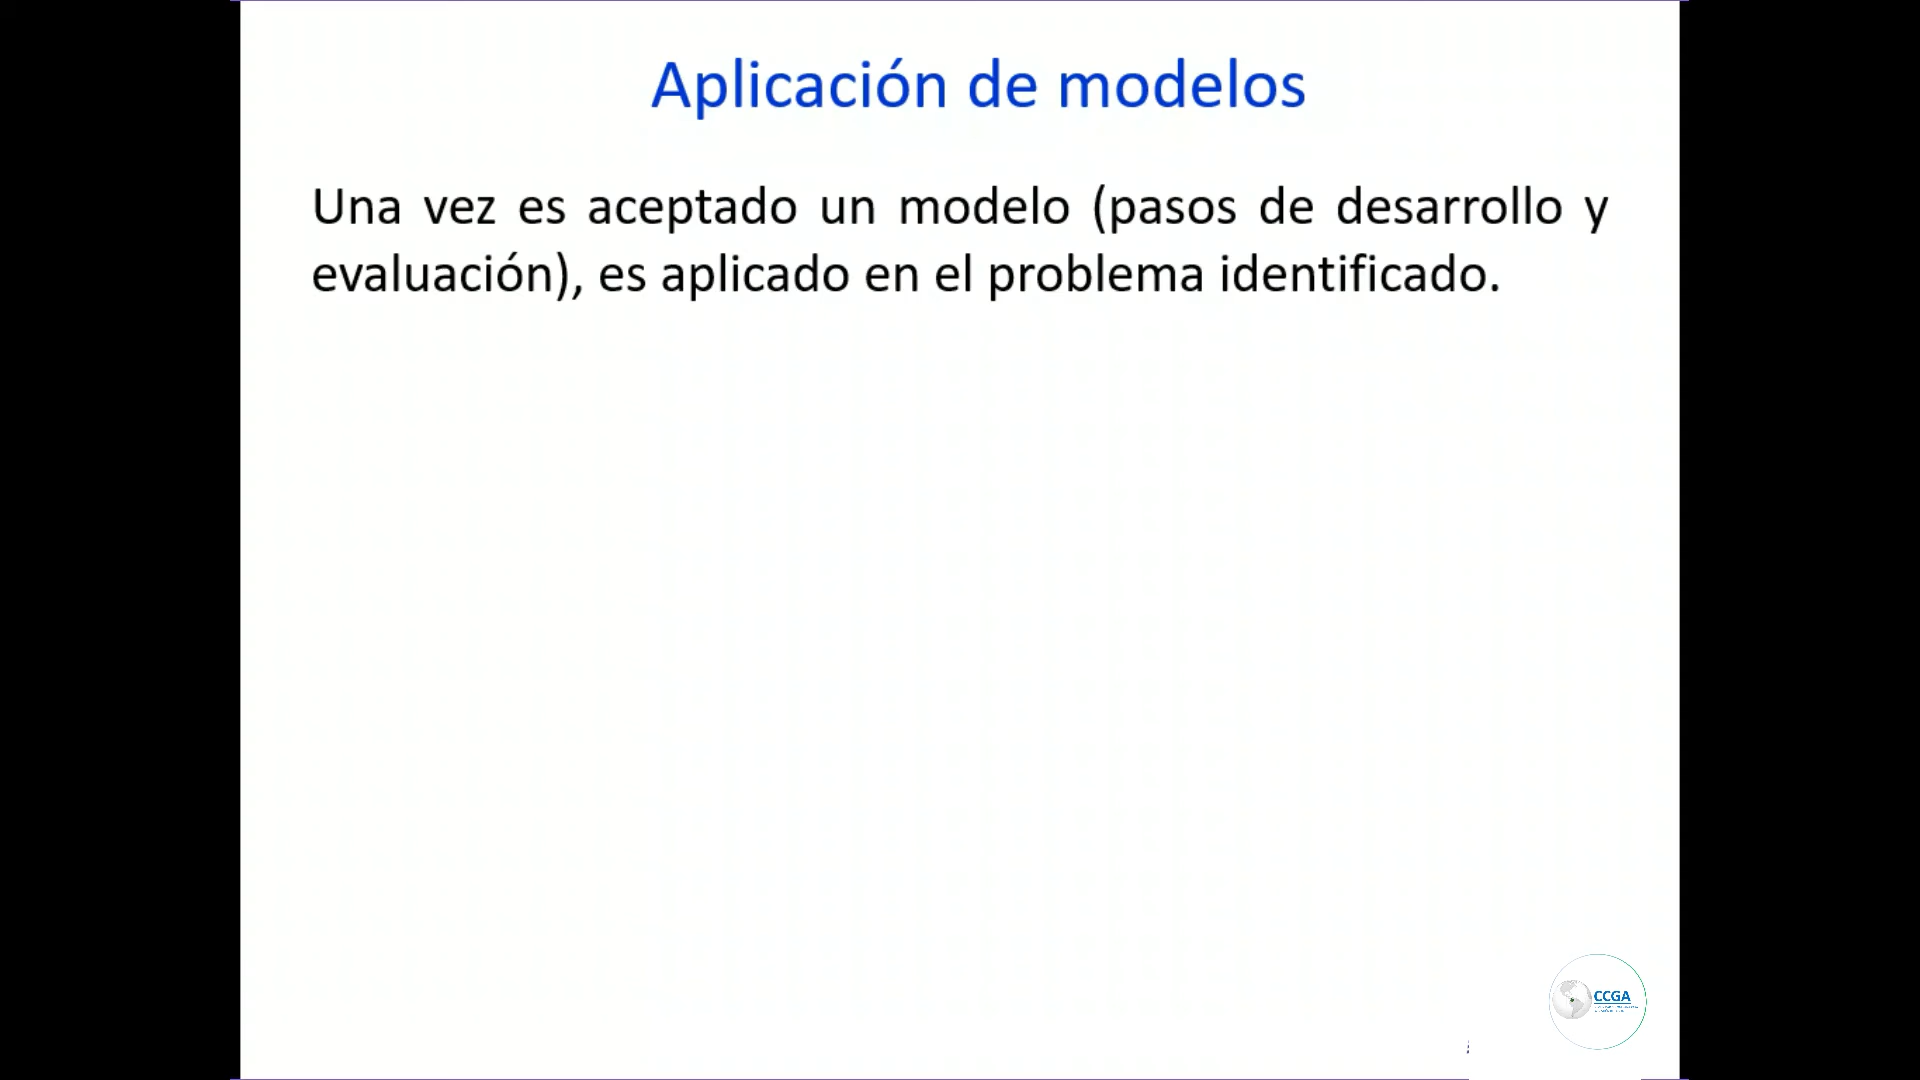 Aplicación de modelos
Una vez es aceptado un modelo (pasos de desarrollo y
evaluación), es aplicado en el problema identificado.
CCGA